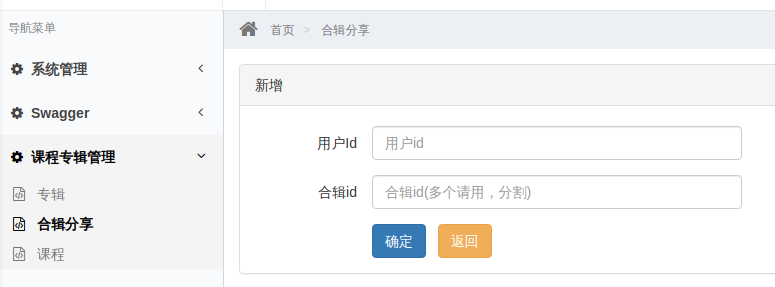 导航菜单
首页 > 合辑分享
系统管理
新增
Swagger
用户Id
用户id
课程专辑管理
合辑id
合辑id(多个请用，分割)
专辑
合辑分享
确定
返回
课程